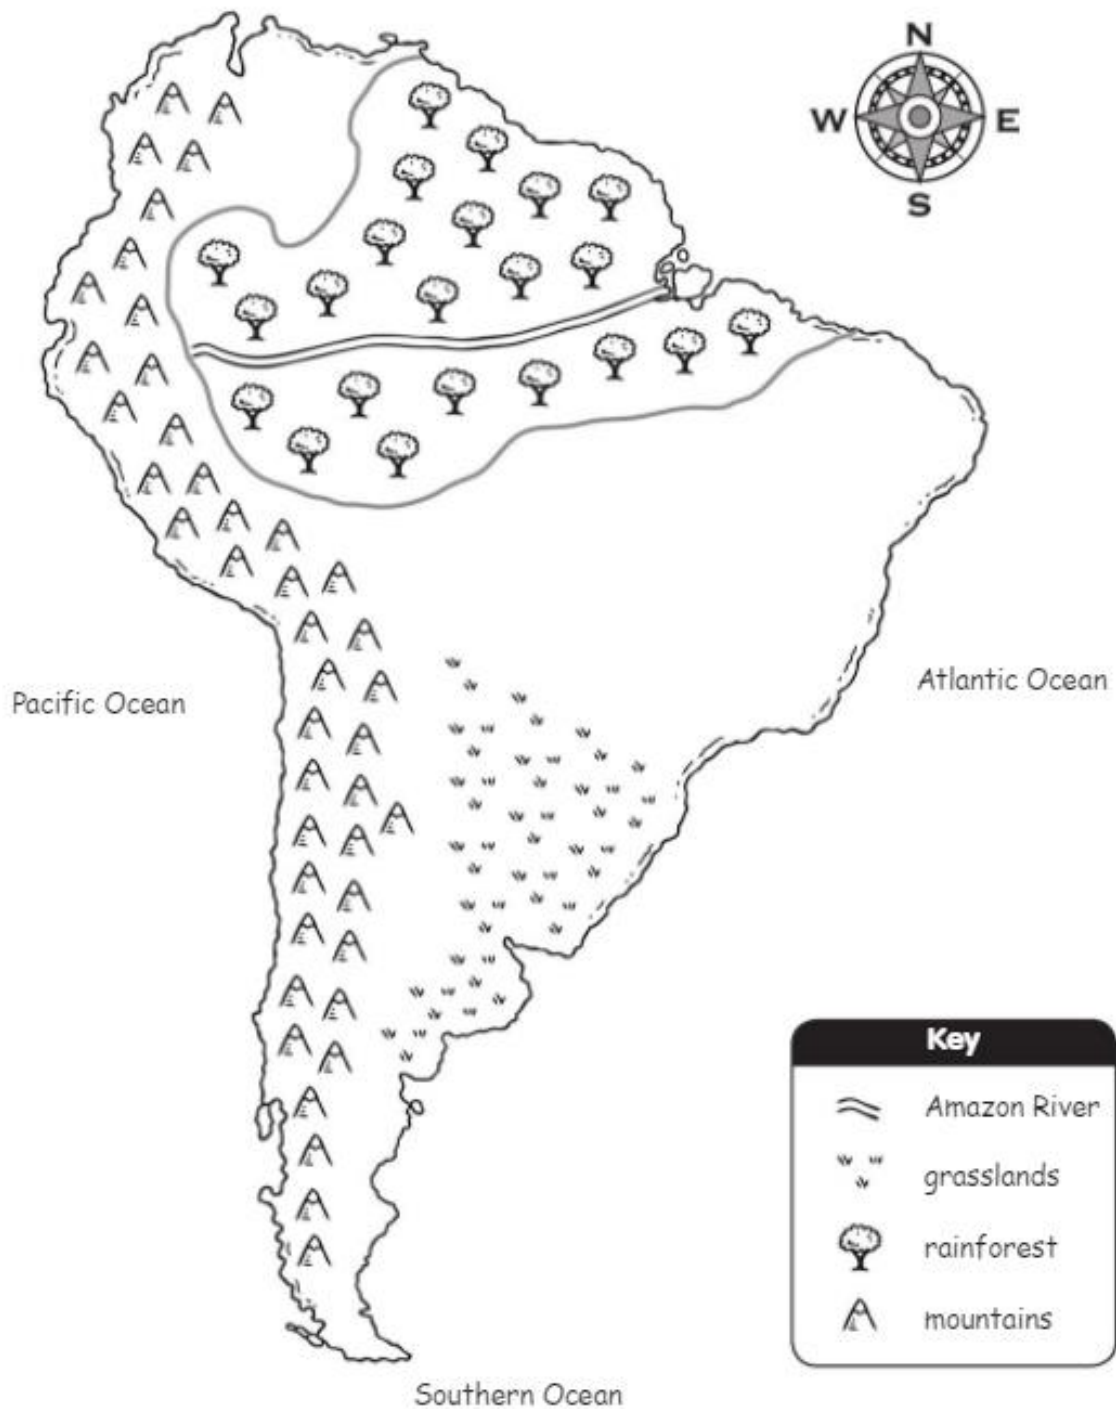 N
W E
S
Pacific Ocean
Atlantic Ocean
Key
Amazon River
grasslands
rainforest
mountains
Southern Ocean